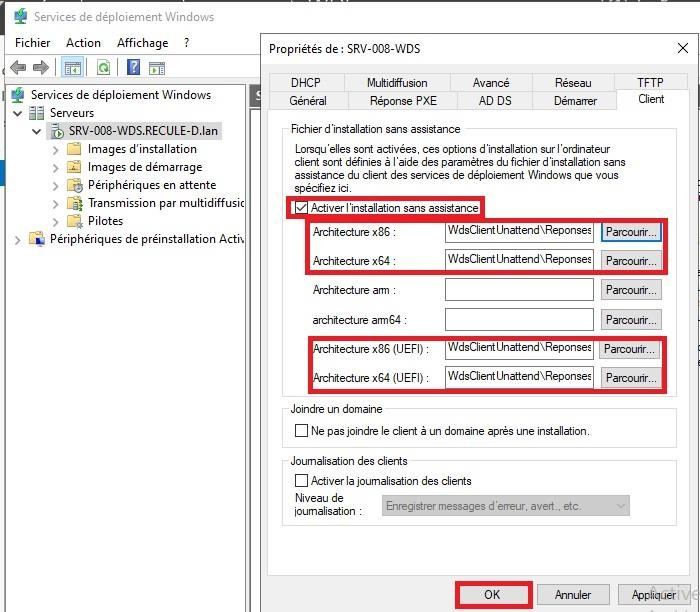 Services de déploiement Windows
Fichier Action Affichage ?
Services de déploiement Windows
Serveurs
SRV-008-WDS.RECULE-D.lan
Images d'installation
Images de démarrage
Périphériques en attente
Transmission par multidiffusic
Pilotes
Périphériques de préinstallation Activ
Propriétés de : SRV-008-WDS
DHCP Multidiffusion Avancé Réseau TFTP
Général Réponse PXE AD DS Démarrer Client
Fichier d'installation sans assistance
Lorsqu'elles sont activées, ces options d'installation sur l'ordinateur
client sont définies à l'aide des paramètres du fichier d'installation sans
assistance du client des services de déploiement Windows que vous
spécifiez ici.
Activer l'installation sans assistance
Architecture x86 : WdsClientUnattend\Reponses Parcourir...
Architecture x64 : WdsClientUnattend\Reponses Parcourir...
Architecture arm : Parcourir...
architecture arm64 : Parcourir...
Architecture x86 (UEFI) : WdsClientUnattend\Reponses Parcourir...
Architecture x64 (UEFI) : WdsClientUnattend\Reponses Parcourir...
Joindre un domaine
Ne pas joindre le client à un domaine après une installation.
Journalisation des clients
Activer la journalisation des clients
Niveau de
journalisation : Enregistrer messages d'erreur, avert., etc.
OK Annuler Appliquer